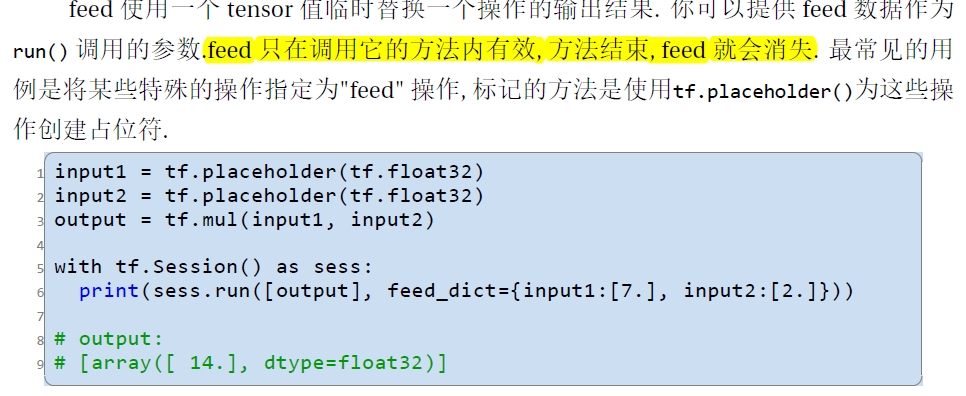 feed 使用一个 tensor 值临时替换一个操作的输出结果. 你可以提供 feed 数据作为
run() 调用的参数.feed 只在调用它的方法内有效, 方法结束, feed 就会消失. 最常见的用
例是将某些特殊的操作指定为"feed" 操作, 标记的方法是使用tf.placeholder()为这些操
作创建占位符.
1 input1 = tf.placeholder(tf.float32)
2 input2 = tf.placeholder(tf.float32)
3 output = tf.mul(input1, input2)
4
5 with tf.Session() as sess:
6   print(sess.run([output], feed_dict={input1:[7.], input2:[2.]}))
7
8 # output:
9 # [array([ 14.], dtype=float32)]